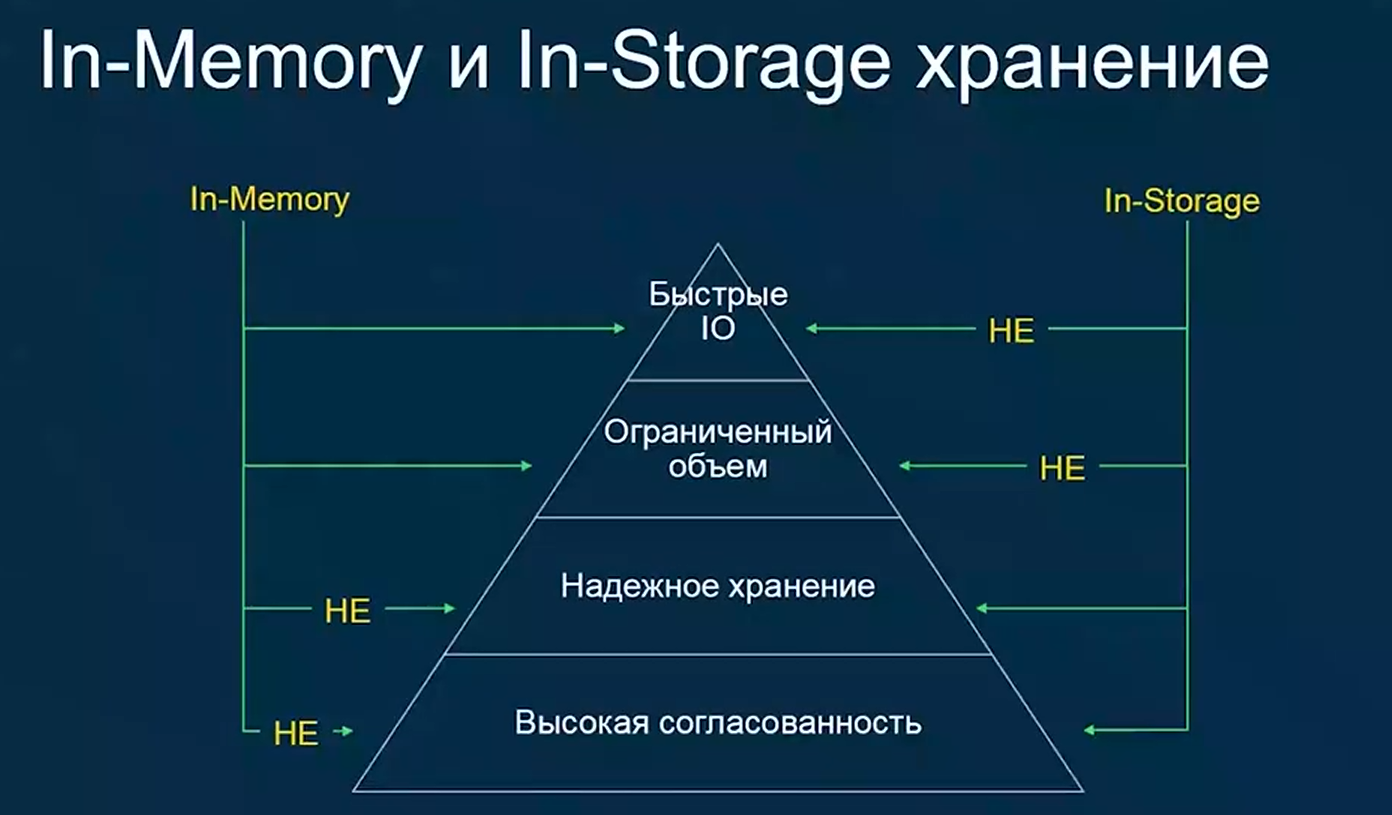 In-Memory и In-Storage хранение
In-Memory
In-Storage
Быстрые
IO
НЕ
Ограниченный
объем
НЕ
Надежное хранение
НЕ
Высокая согласованность
НЕ